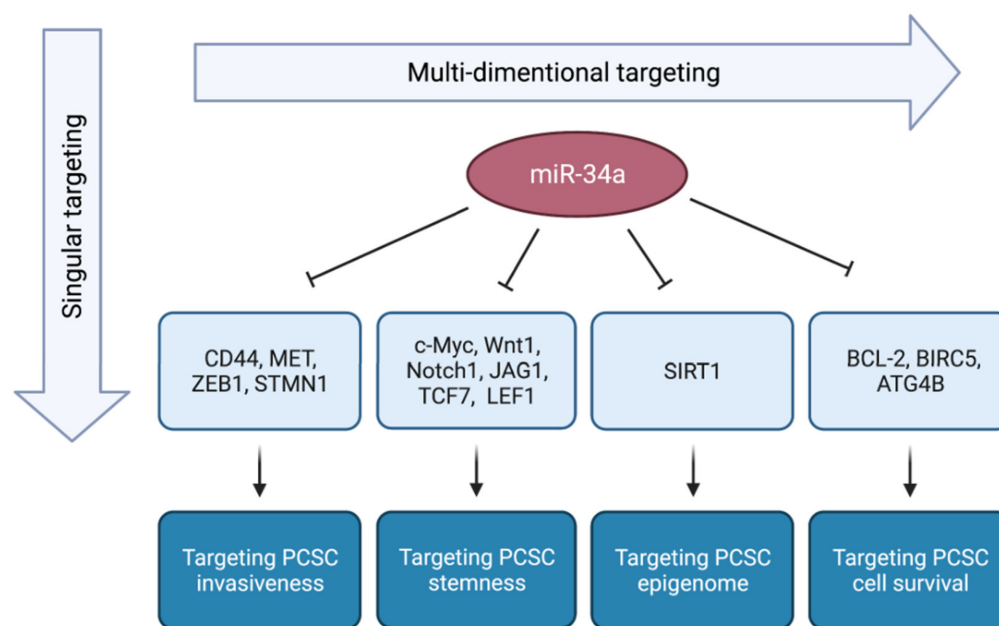 Multi-dimentional targeting
Singular targeting
miR-34a
CD44, MET,
ZEB1, STMN1
c-Myc, Wnt1,
Notch1, JAG1,
TCF7, LEF1
SIRT1
BCL-2, BIRC5,
ATG4B
Targeting PCSC
invasiveness
Targeting PCSC
stemness
Targeting PCSC
epigenome
Targeting PCSC
cell survival